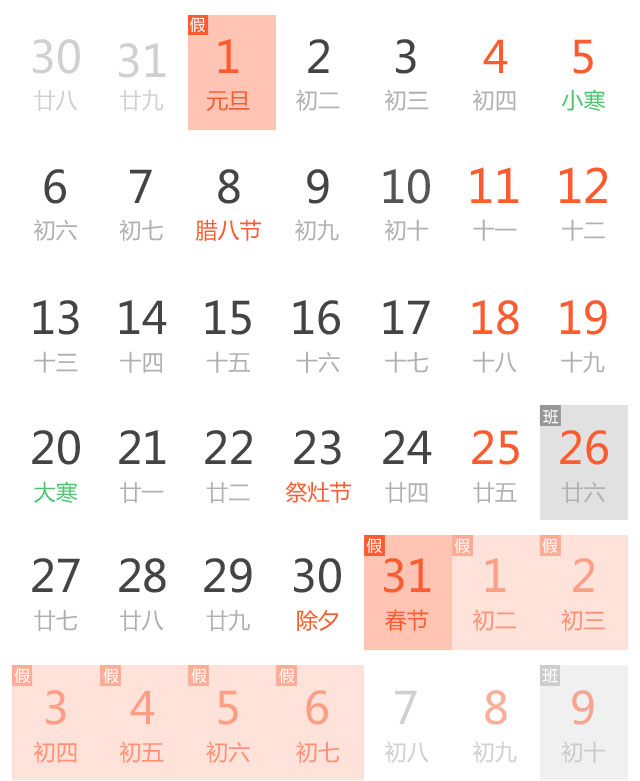 假
30 31 1 2 3 4 5
廿八 廿九 元旦 初二 初三 初四 小寒
6 7 8 9 10 11 12
初六 初七 腊八节 初九 初十 十一 十二
13 14 15 16 17 18 19
十三 十四 十五 十六 十七 十八 十九
班
20 21 22 23 24 25 26
大寒 廿一 廿二 祭灶节 廿四 廿五 廿六
假 假 假
27 28 29 30 31 1 2
廿七 廿八 廿九 除夕 春节 初二 初三
假 假 假 假 班
3 4 5 6 7 8 9
初四 初五 初六 初七 初八 初九 初十